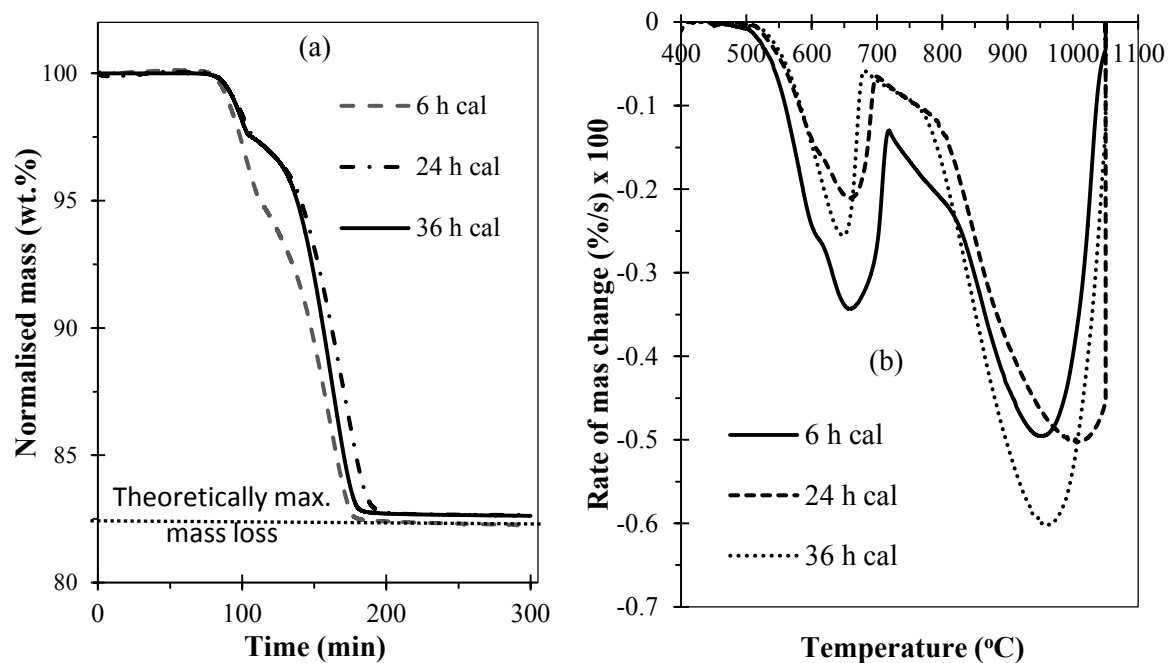 (a)
100
95
90
85
80
Normalised mass (wt.%)
6 h cal
24 h cal
36 h cal
Theoretically max.
mass loss
0
100
200
300
Time (min)
0
-0.1
-0.2
-0.3
-0.4
-0.5
-0.6
-0.7
Rate of mas change (%/s) x 100
400
500
600
700
800
900
1000
1100
(b)
6 h cal
24 h cal
36 h cal
Temperature (ºC)